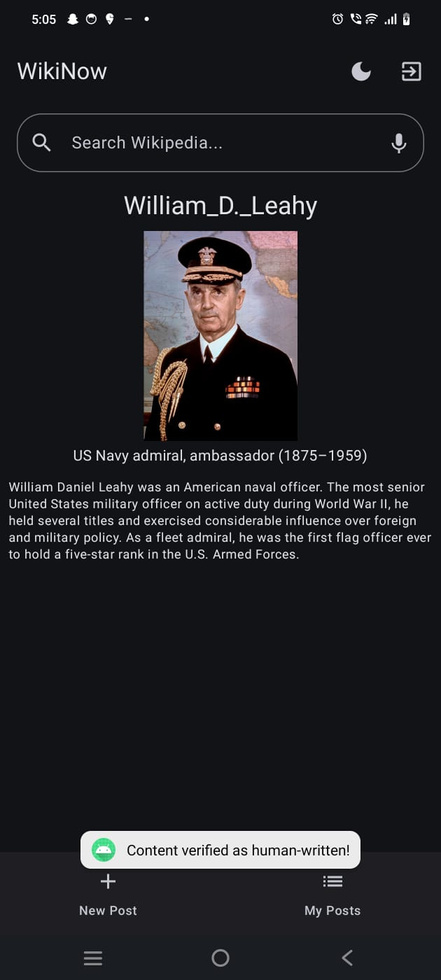 5:05
WikiNow
Search Wikipedia...
William_D._Leahy
US Navy admiral, ambassador (1875–1959)
William Daniel Leahy was an American naval officer. The most senior
United States military officer on active duty during World War II, he
held several titles and exercised considerable influence over foreign
and military policy. As a fleet admiral, he was the first flag officer ever
to hold a five-star rank in the U.S. Armed Forces.
Content verified as human-written!
New Post
My Posts